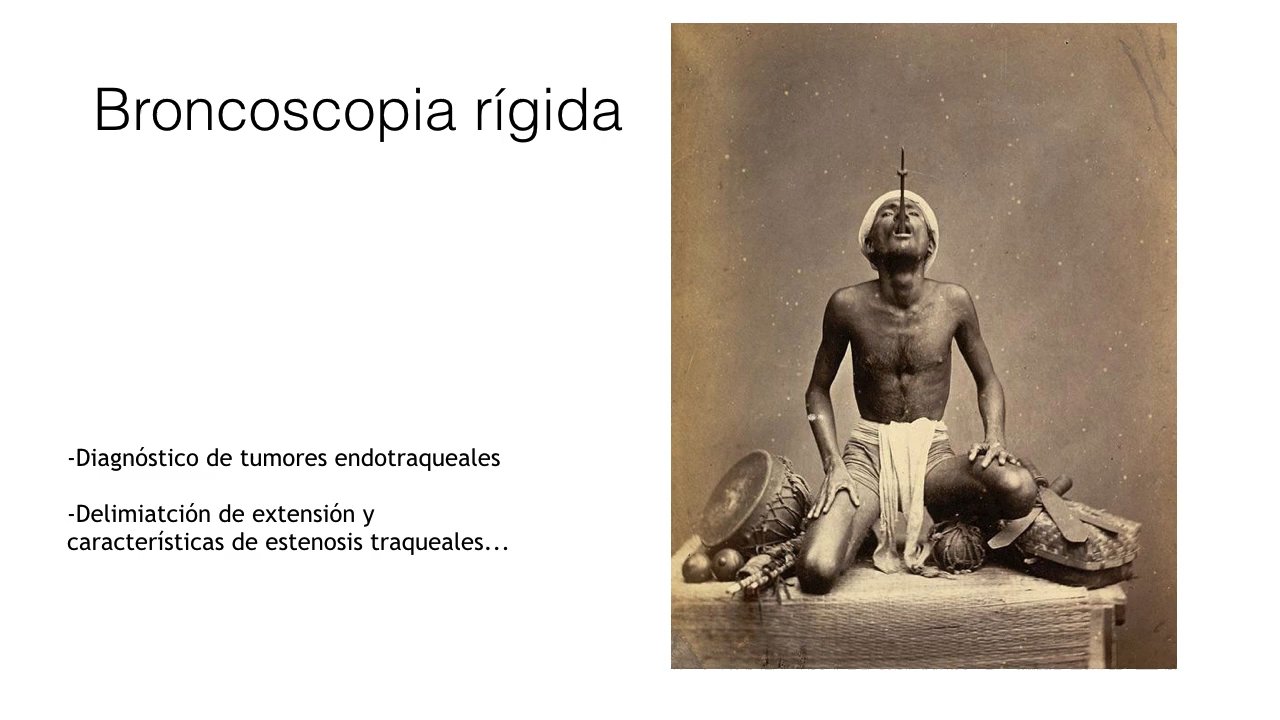 Broncoscopia rígida
-Diagnóstico de tumores endotraqueales
-Delimiatción de extensión y
características de estenosis traqueales...